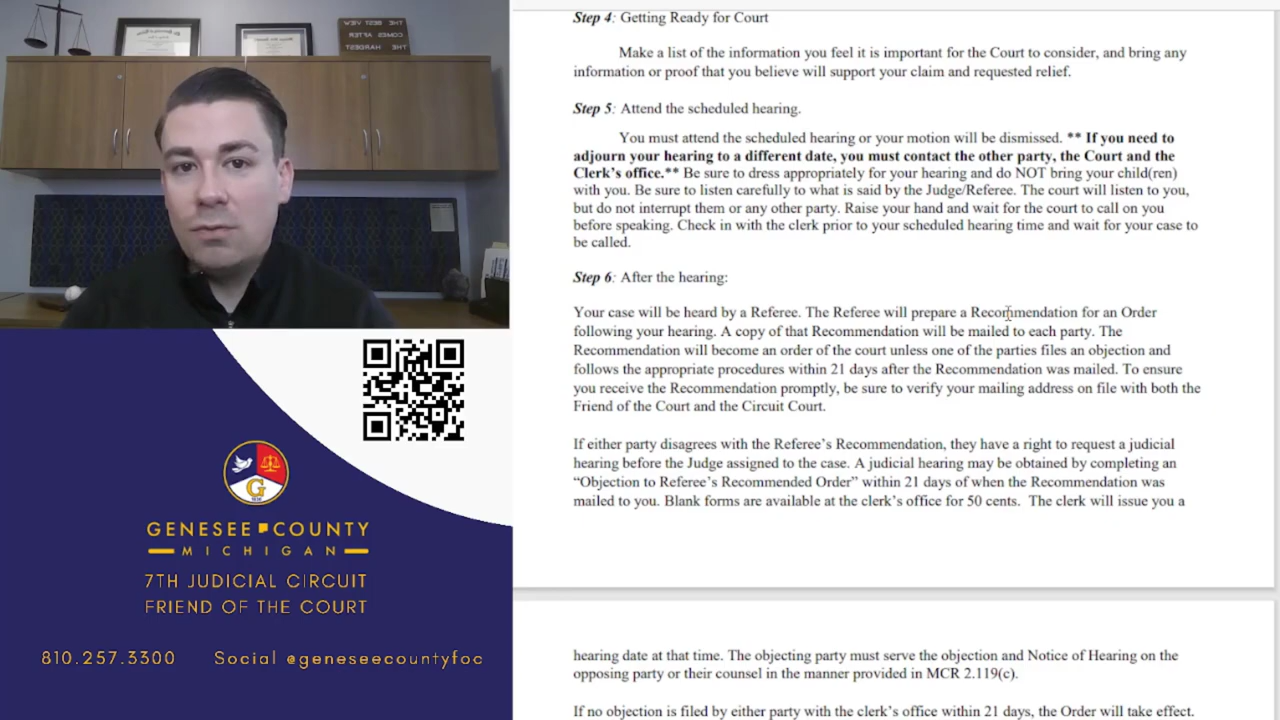 THE BEST VIEW
COMES AFTER
THE HARDEST
G
GENESEE COUNTY
MICHIGAN
7TH JUDICIAL CIRCUIT
FRIEND OF THE COURT
810.257.3300 Social @geneseecountyfoc
Step 4: Getting Ready for Court
Make a list of the information you feel it is important for the Court to consider, and bring any
information or proof that you believe will support your claim and requested relief.
Step 5: Attend the scheduled hearing.
You must attend the scheduled hearing or your motion will be dismissed. ** If you need to
adjourn your hearing to a different date, you must contact the other party, the Court and the
Clerk's office.** Be sure to dress appropriately for your hearing and do NOT bring your child(ren)
with you. Be sure to listen carefully to what is said by the Judge/Referee. The court will listen to you,
but do not interrupt them or any other party. Raise your hand and wait for the court to call on you
before speaking. Check in with the clerk prior to your scheduled hearing time and wait for your case to
be called.
Step 6: After the hearing:
Your case will be heard by a Referee. The Referee will prepare a Recommendation for an Order
following your hearing. A copy of that Recommendation will be mailed to each party. The
Recommendation will become an order of the court unless one of the parties files an objection and
follows the appropriate procedures within 21 days after the Recommendation was mailed. To ensure
you receive the Recommendation promptly, be sure to verify your mailing address on file with both the
Friend of the Court and the Circuit Court.
If either party disagrees with the Referee's Recommendation, they have a right to request a judicial
hearing before the Judge assigned to the case. A judicial hearing may be obtained by completing an
“Objection to Referee's Recommended Order” within 21 days of when the Recommendation was
mailed to you. Blank forms are available at the clerk's office for 50 cents. The clerk will issue you a
hearing date at that time. The objecting party must serve the objection and Notice of Hearing on the
opposing party or their counsel in the manner provided in MCR 2.119(c).
If no objection is filed by either party with the clerk's office within 21 days, the Order will take effect.